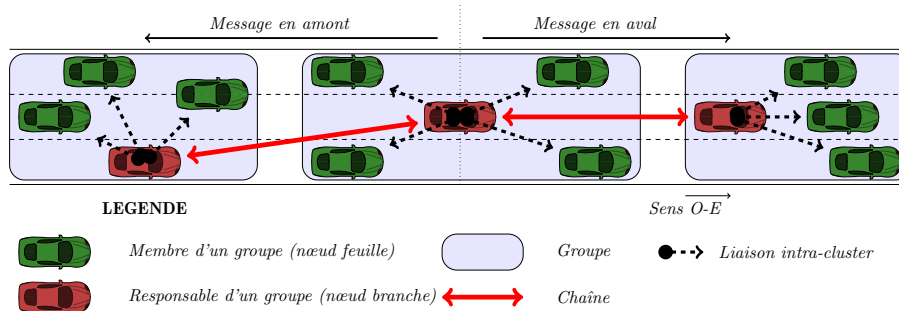 Message en amont
Message en aval
LEGENDE
Sens O-E
Membre d'un groupe (nœud feuille)
Groupe
Liaison intra-cluster
Responsable d'un groupe (nœud branche)
Chaîne